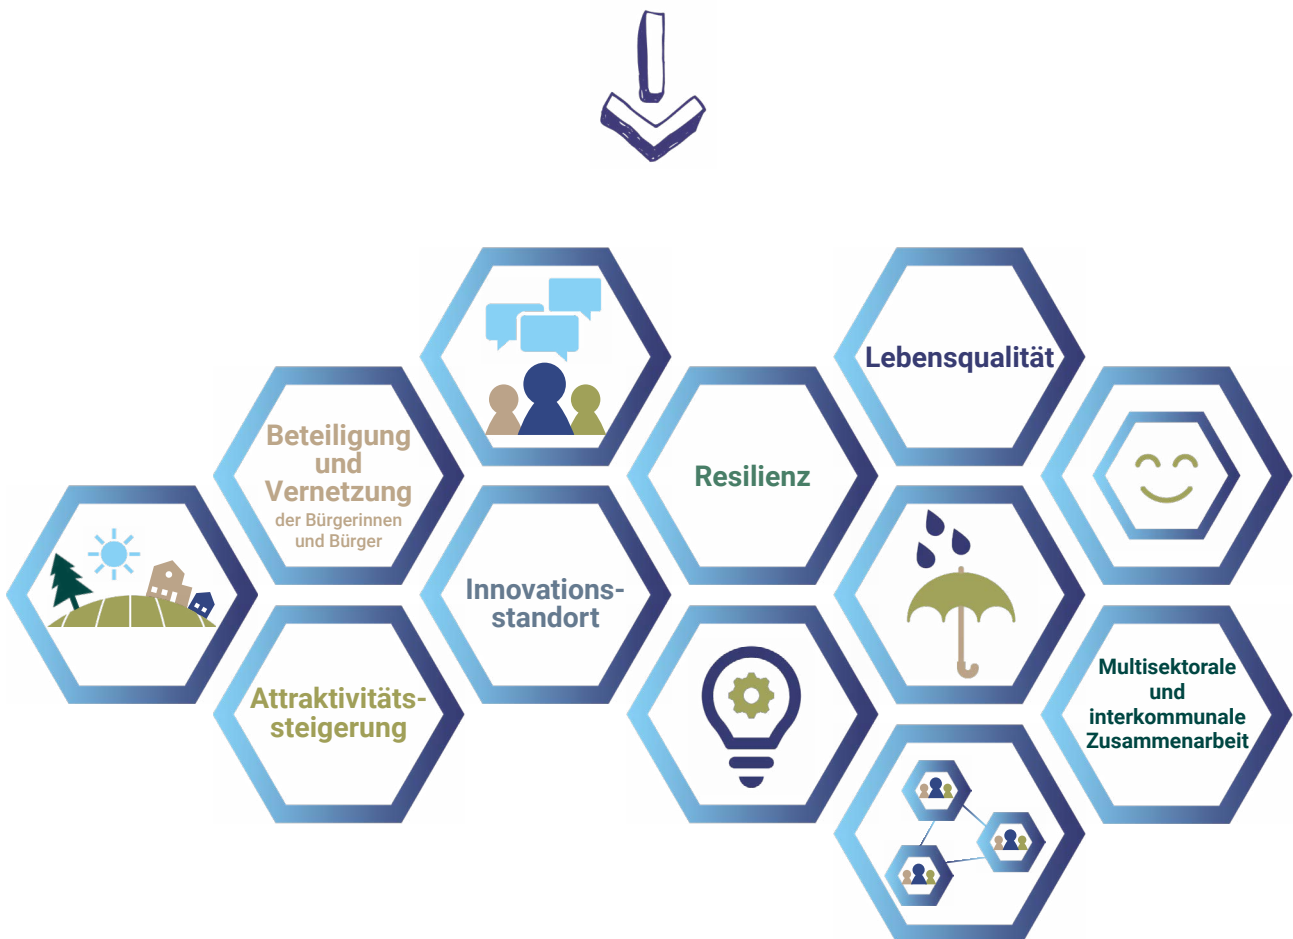 Lebensqualität
Beteiligung
und
Vernetzung
der Bürgerinnen
und Bürger
Resilienz
Innovations-
standort
Attraktivitäts-
steigerung
Multisektorale
und
interkommunale
Zusammenarbeit